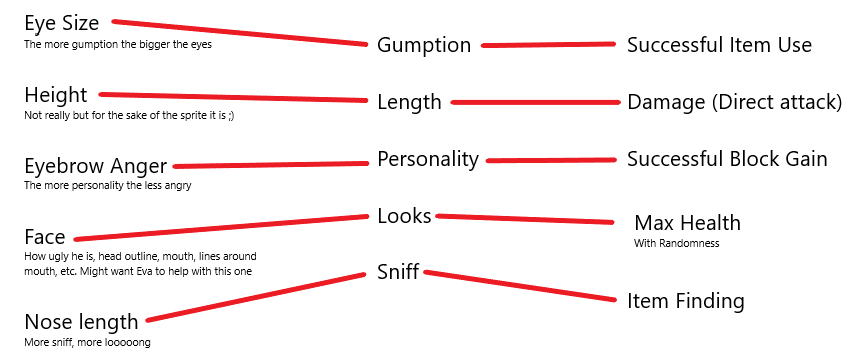 Eye Size
The more gumption the bigger the eyes
Gumption
Successful Item Use
Height
Not really but for the sake of the sprite it is ;)
Length
Damage (Direct attack)
Eyebrow Anger
The more personality the less angry
Personality
Successful Block Gain
Face
How ugly he is, head outline, mouth, lines around
mouth, etc. Might want Eva to help with this one
Looks
Max Health
With Randomness
Nose length
More sniff, more looooong
Sniff
Item Finding